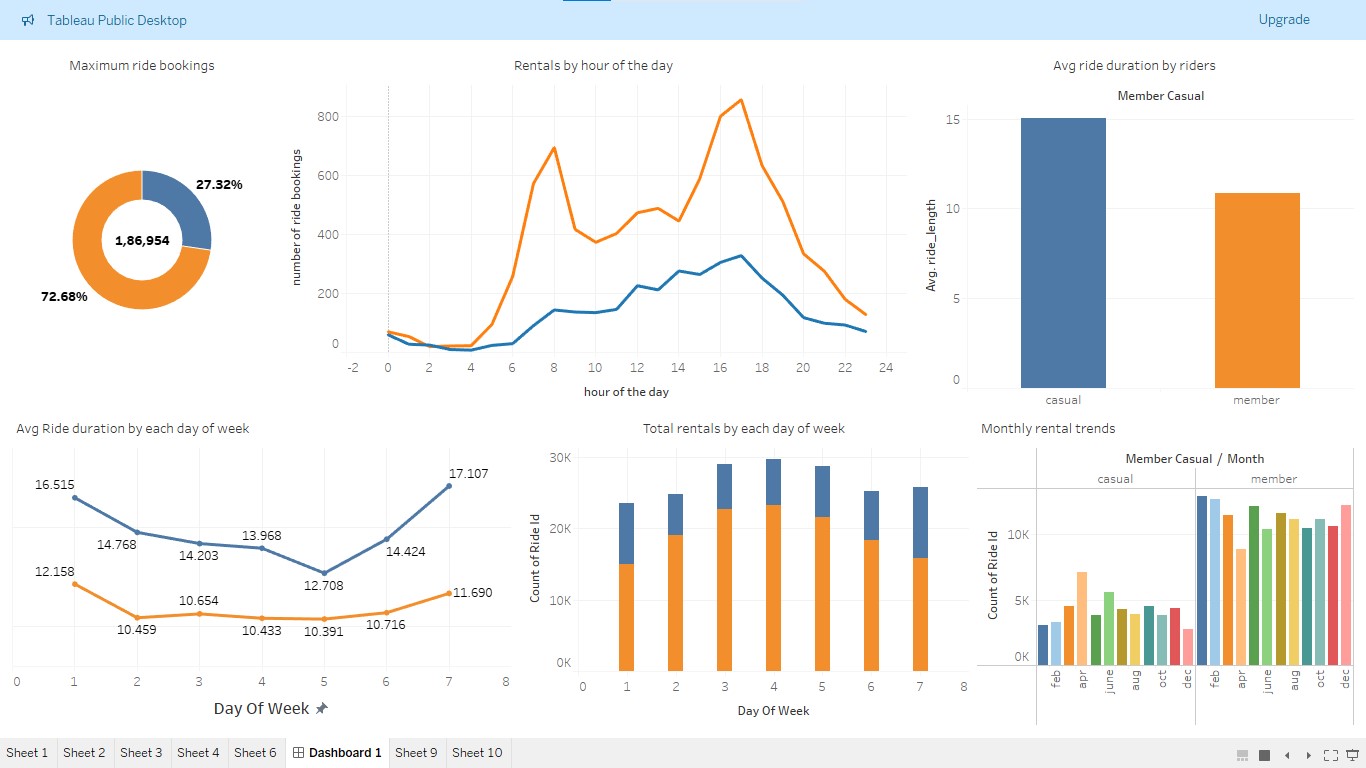 Tableau Public Desktop
Upgrade
Maximum ride bookings
27.32%
1,86,954
72.68%
Rentals by hour of the day
number of ride bookings
800
600
400
200
0
-2 0 2 4 6 8 10 12 14 16 18 20 22 24
hour of the day
Avg ride duration by riders
Member Casual
Avg. ride_length
15
10
5
0
casual member
Avg Ride duration by each day of week
16.515
14.768
14.203
13.968
12.708
14.424
17.107
12.158
10.459
10.654
10.433
10.391
10.716
11.690
0 1 2 3 4 5 6 7 8
Day Of Week
Total rentals by each day of week
Count of Ride Id
30K
20K
10K
0K
0 1 2 3 4 5 6 7 8
Day Of Week
Monthly rental trends
Member Casual / Month
casual member
Count of Ride Id
10K
5K
0K
feb apr june aug oct dec feb apr june aug oct dec
Sheet 1 Sheet 2 Sheet 3 Sheet 4 Sheet 6 Dashboard 1 Sheet 9 Sheet 10